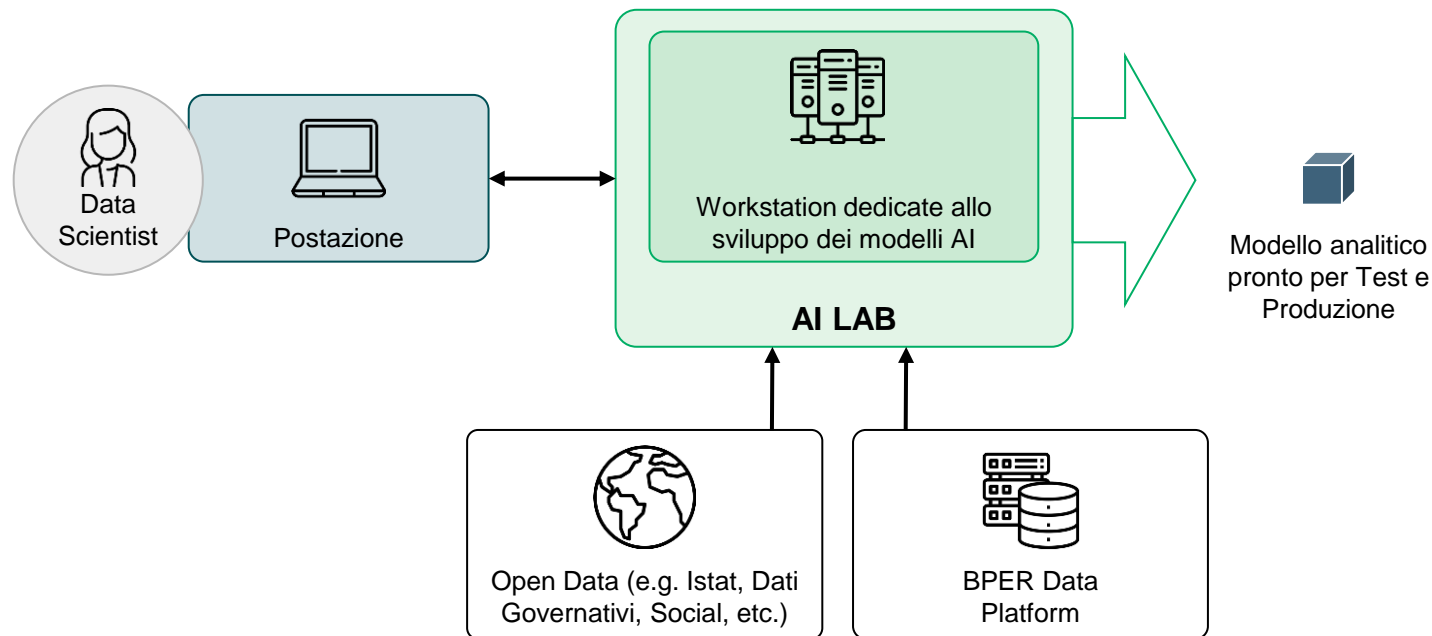 Data
Scientist
Postazione
Workstation dedicate allo
sviluppo dei modelli AI
AI LAB
Modello analitico
pronto per Test e
Produzione
Open Data (e.g. Istat, Dati
Governativi, Social, etc.)
BPER Data
Platform